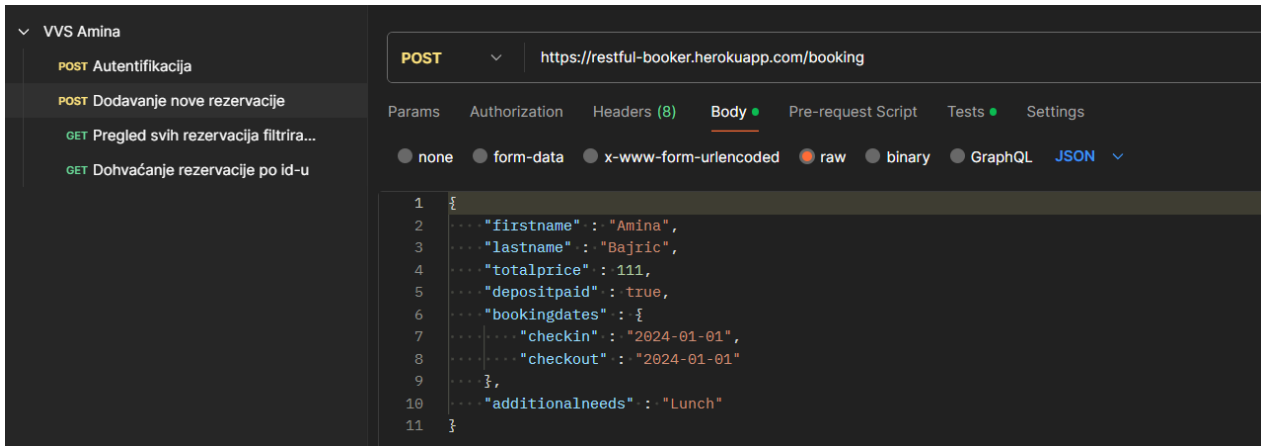 VVS Amina
POST Autentifikacija
POST Dodavanje nove rezervacije
GET Pregled svih rezervacija filtrira...
GET Dohvaćanje rezervacije po id-u
POST https://restful-booker.herokuapp.com/booking
Params Authorization Headers (8) Body Pre-request Script Tests Settings
none form-data x-www-form-urlencoded raw binary GraphQL JSON
1 {
2 "firstname" : "Amina",
3 "lastname" : "Bajric",
4 "totalprice" : 111,
5 "depositpaid" : true,
6 "bookingdates" : {
7 "checkin" : "2024-01-01",
8 "checkout" : "2024-01-01"
9 },
10 "additionalneeds" : "Lunch"
11 }